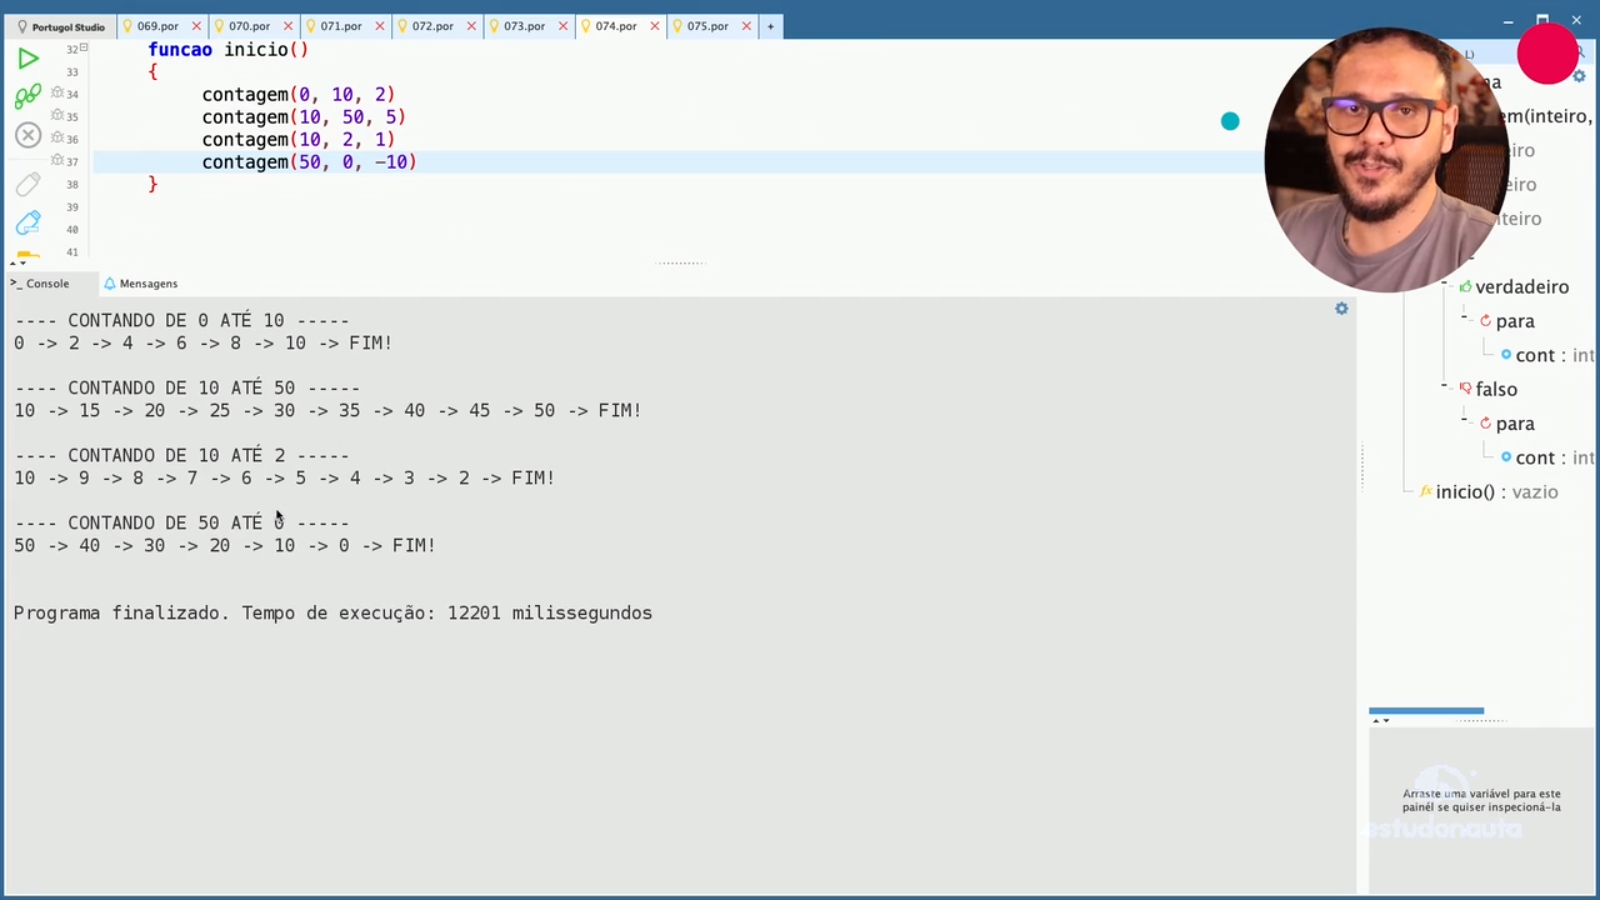 Portugol Studio 069.por 070.por 071.por 072.por 073.por 074.por 075.por +
32 funcao inicio()
33 {
34 contagem(0, 10, 2)
35 contagem(10, 50, 5)
36 contagem(10, 2, 1)
37 contagem(50, 0, -10)
38 }
39
40
41
>_ Console Mensagens
---- CONTANDO DE 0 ATÉ 10 -----
0 -> 2 -> 4 -> 6 -> 8 -> 10 -> FIM!
---- CONTANDO DE 10 ATÉ 50 -----
10 -> 15 -> 20 -> 25 -> 30 -> 35 -> 40 -> 45 -> 50 -> FIM!
---- CONTANDO DE 10 ATÉ 2 -----
10 -> 9 -> 8 -> 7 -> 6 -> 5 -> 4 -> 3 -> 2 -> FIM!
---- CONTANDO DE 50 ATÉ 0 -----
50 -> 40 -> 30 -> 20 -> 10 -> 0 -> FIM!
Programa finalizado. Tempo de execução: 12201 milissegundos
em(inteiro,
verdadeiro
para
cont : int
falso
para
cont : int
inicio() : vazio
Arraste uma variável para este
painél se quiser inspecioná-la
estudonauta